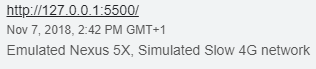 http://127.0.0.1:5500/
Nov 7, 2018, 2:42 PM GMT+1
Emulated Nexus 5X, Simulated Slow 4G network